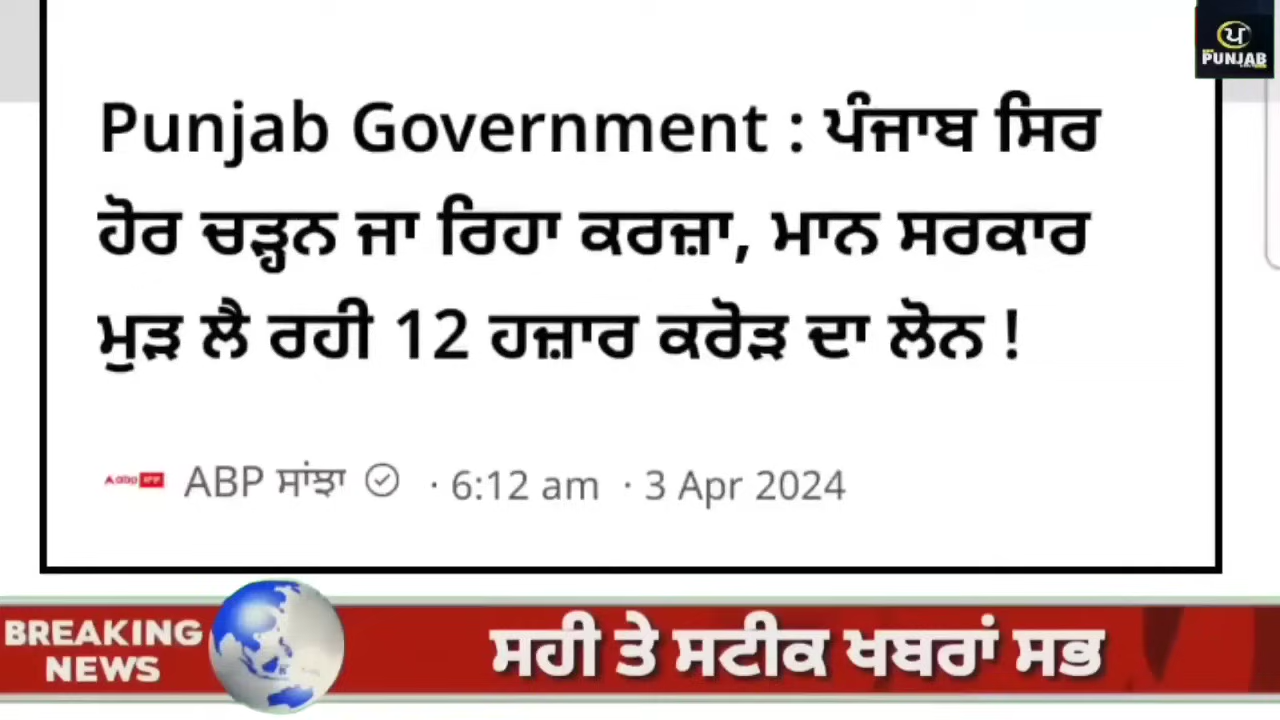 ਪ
PUNJAB
Punjab Government : ਪੰਜਾਬ ਸਿਰ
ਹੋਰ ਚੜ੍ਹਨ ਜਾ ਰਿਹਾ ਕਰਜ਼ਾ, ਮਾਨ ਸਰਕਾਰ
ਮੁੜ ਲੈ ਰਹੀ 12 ਹਜ਼ਾਰ ਕਰੋੜ ਦਾ ਲੋਨ !
abp ABP ਸਾਂਝਾ · 6:12 am · 3 Apr 2024
BREAKING
NEWS
ਸਹੀ ਤੇ ਸਟੀਕ ਖਬਰਾਂ ਸਭ